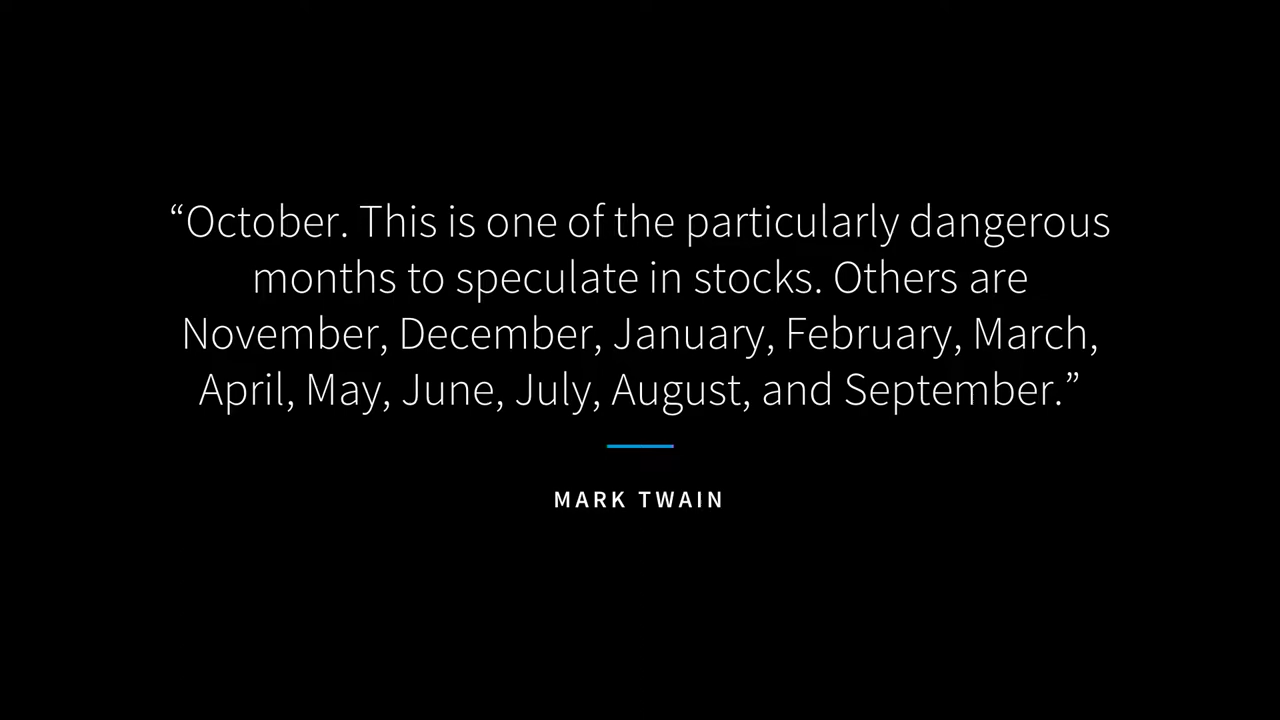 “October. This is one of the particularly dangerous
months to speculate in stocks. Others are
November, December, January, February, March,
April, May, June, July, August, and September.”
MARK TWAIN